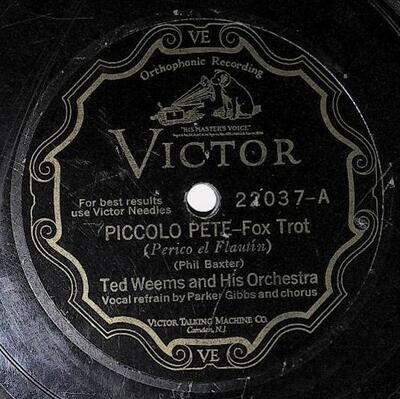 VE
Orthophonic Recording
"HIS MASTER'S VOICE"
VICTOR
For best results
use Victor Needles
22037-A
PICCOLO PETE-Fox Trot
(Perico el Flautín)
(Phil Baxter)
Ted Weems and His Orchestra
Vocal refrain by Parker Gibbs and chorus
VICTOR TALKING MACHINE CO.
Camden, N.J.
VE